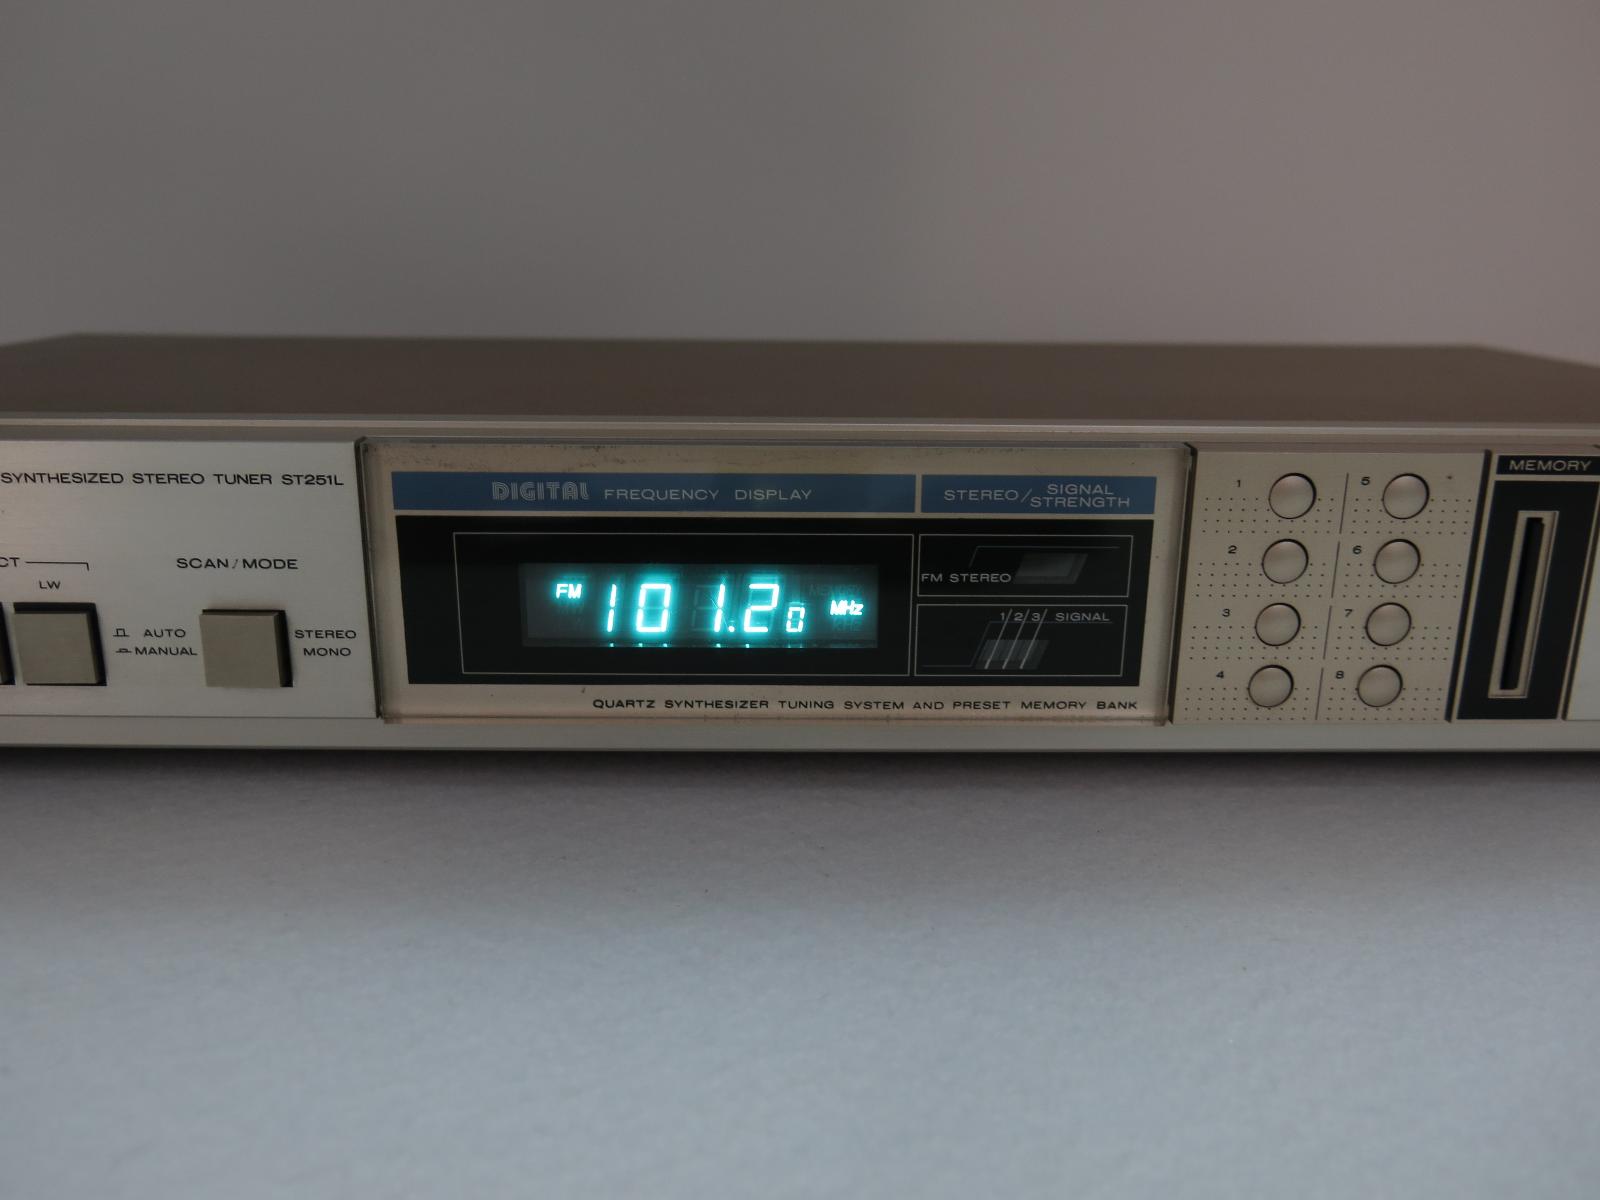 SYNTHESIZED STEREO TUNER ST251L
CT
LW
SCAN/MODE
AUTO
MANUAL
STEREO
MONO
DIGITAL FREQUENCY DISPLAY
STEREO/SIGNAL STRENGTH
FM 101.20 MHz
FM STEREO
1/2/3/ SIGNAL
QUARTZ SYNTHESIZER TUNING SYSTEM AND PRESET MEMORY BANK
1 5
2 6
3 7
4 8
MEMORY